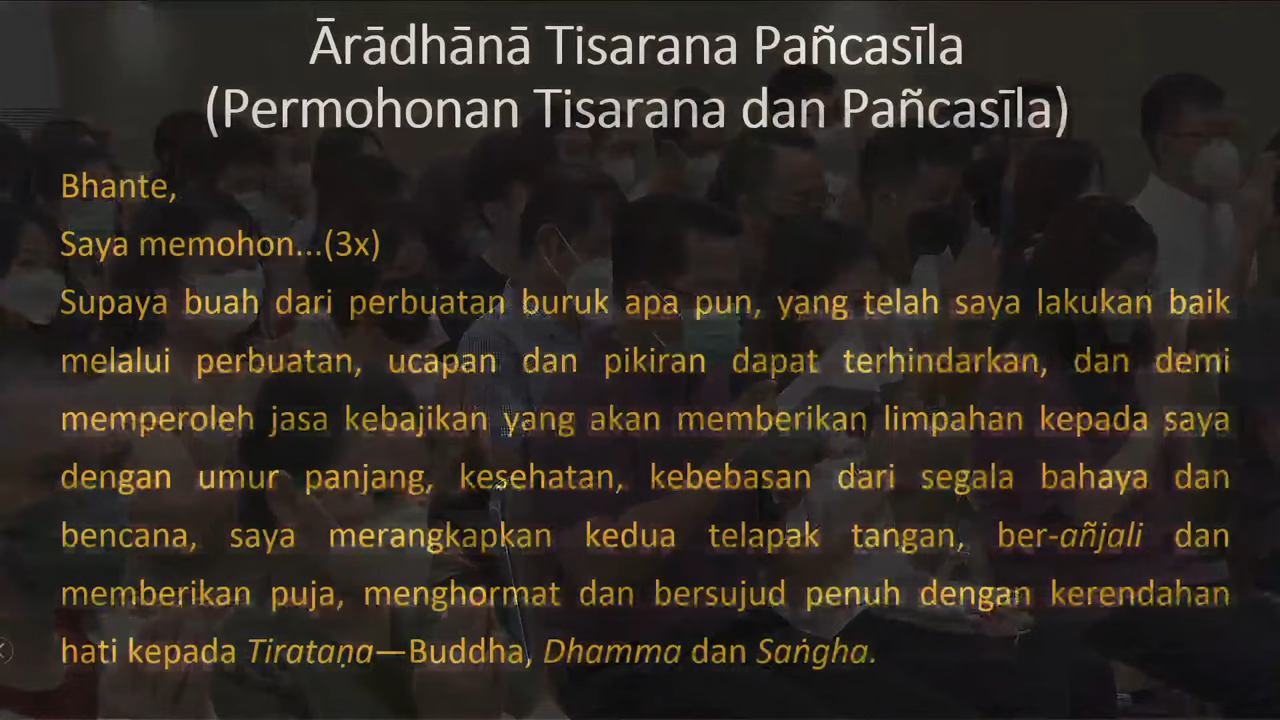 Ārādhānā Tisarana Pañcasīla
(Permohonan Tisarana dan Pañcasīla)
Bhante,
Saya memohon...(3x)
Supaya buah dari perbuatan buruk apa pun, yang telah saya lakukan baik
melalui perbuatan, ucapan dan pikiran dapat terhindarkan, dan demi
memperoleh jasa kebajikan yang akan memberikan limpahan kepada saya
dengan umur panjang, kesehatan, kebebasan dari segala bahaya dan
bencana, saya merangkapkan kedua telapak tangan, ber-añjali dan
memberikan puja, menghormat dan bersujud penuh dengan kerendahan
hati kepada Tirataṇa—Buddha, Dhamma dan Saṅgha.